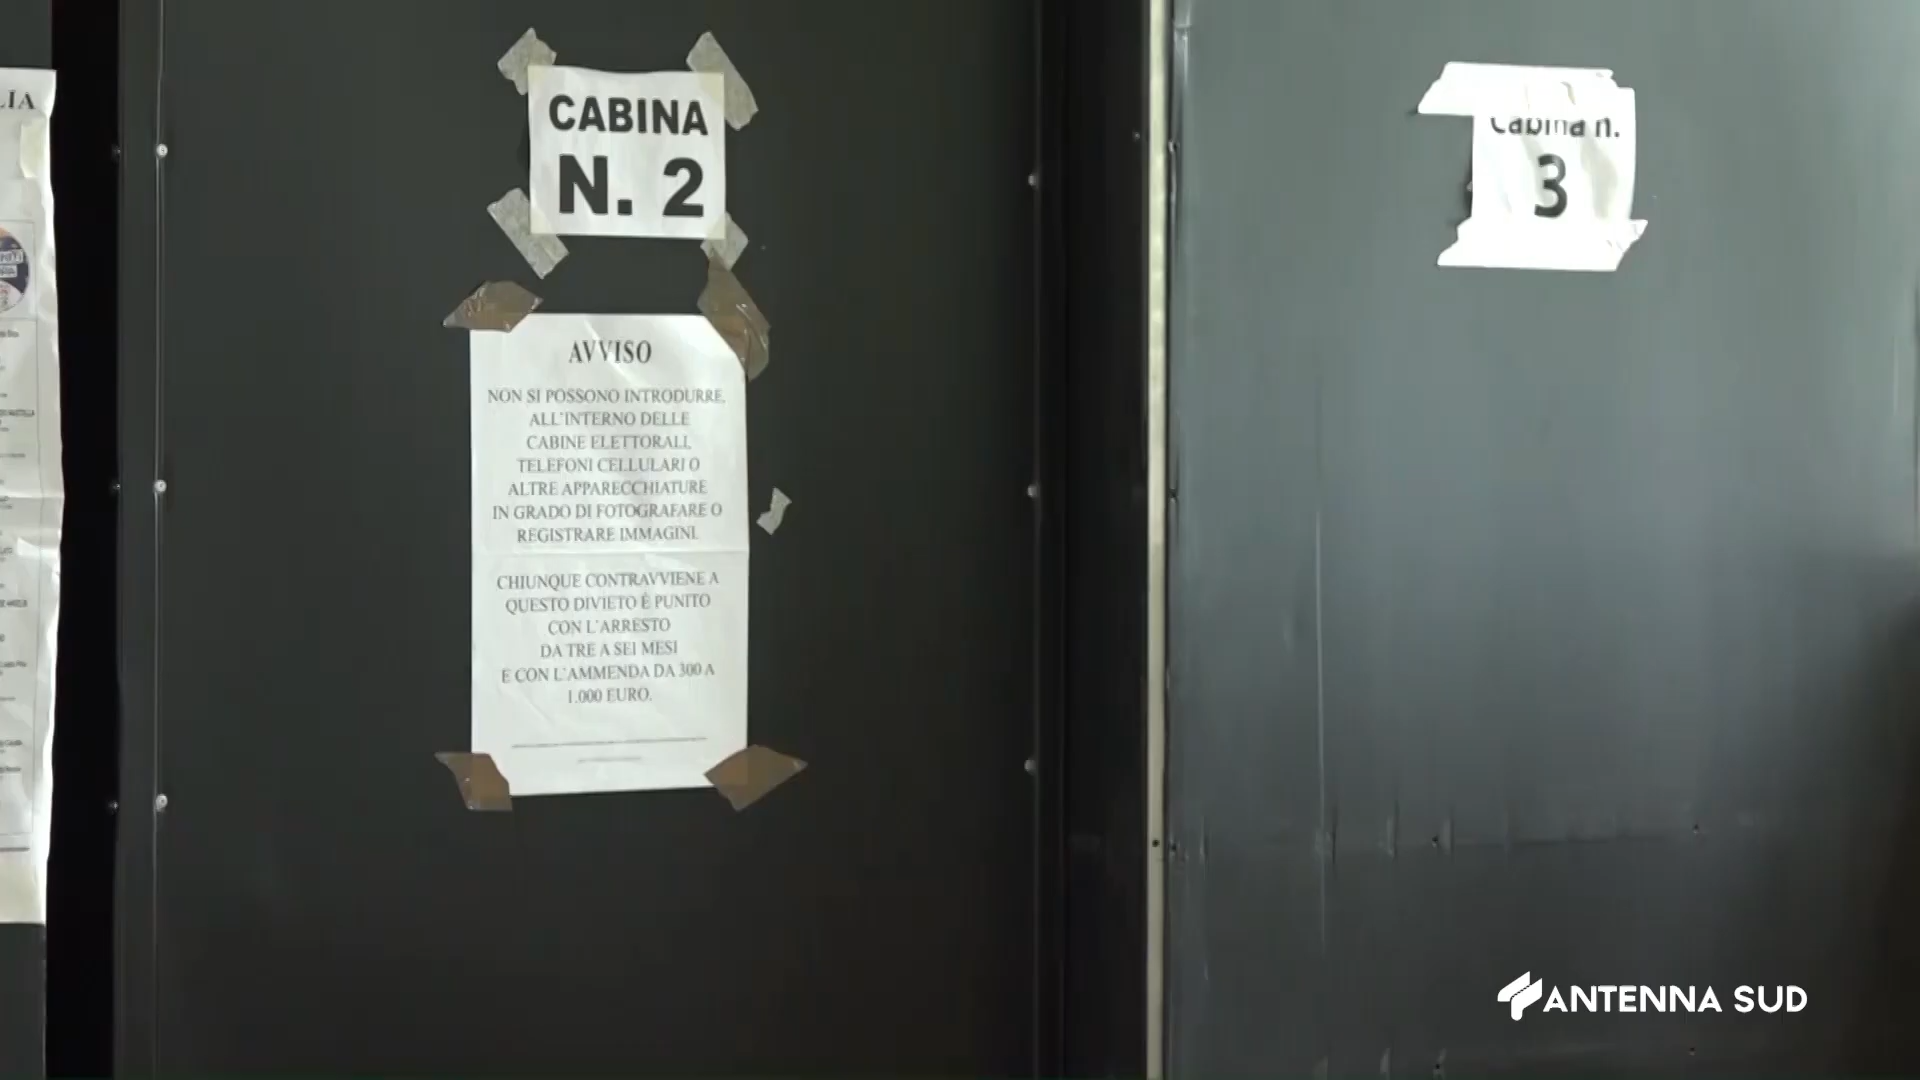 CABINA
N. 2
AVVISO
NON SI POSSONO INTRODURRE,
ALL'INTERNO DELLE
CABINE ELETTORALI,
TELEFONI CELLULARI O
ALTRE APPARECCHIATURE
IN GRADO DI FOTOGRAFARE O
REGISTRARE IMMAGINI.
CHIUNQUE CONTRAVVIENE A
QUESTO DIVIETO È PUNITO
CON L'ARRESTO
DA TRE A SEI MESI
E CON L'AMMENDA DA 300 A
1.000 EURO.
Cabina n.
3
ANTENNA SUD